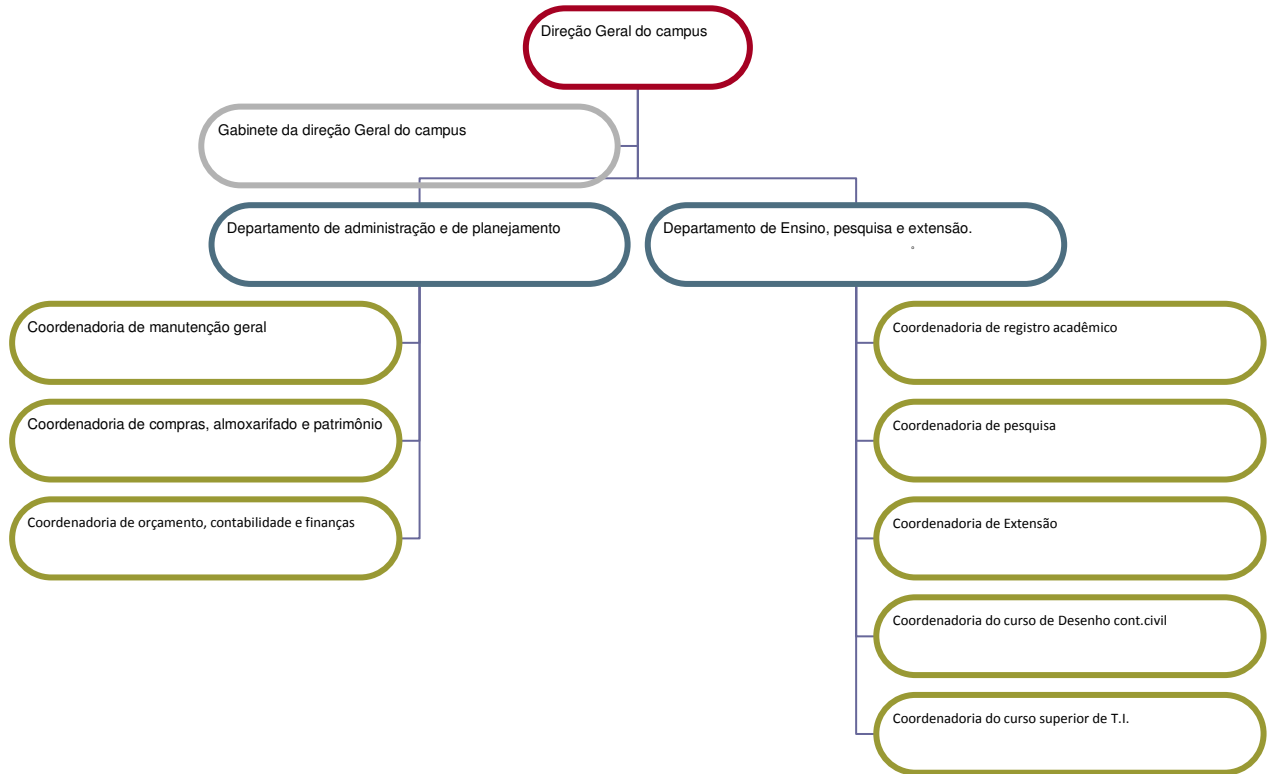 Direção Geral do campus
Gabinete da direção Geral do campus
Departamento de administração e de planejamento
Departamento de Ensino, pesquisa e extensão.
Coordenadoria de manutenção geral
Coordenadoria de compras, almoxarifado e patrimônio
Coordenadoria de orçamento, contabilidade e finanças
Coordenadoria de registro acadêmico
Coordenadoria de pesquisa
Coordenadoria de Extensão
Coordenadoria do curso de Desenho cont.civil
Coordenadoria do curso superior de T.I.